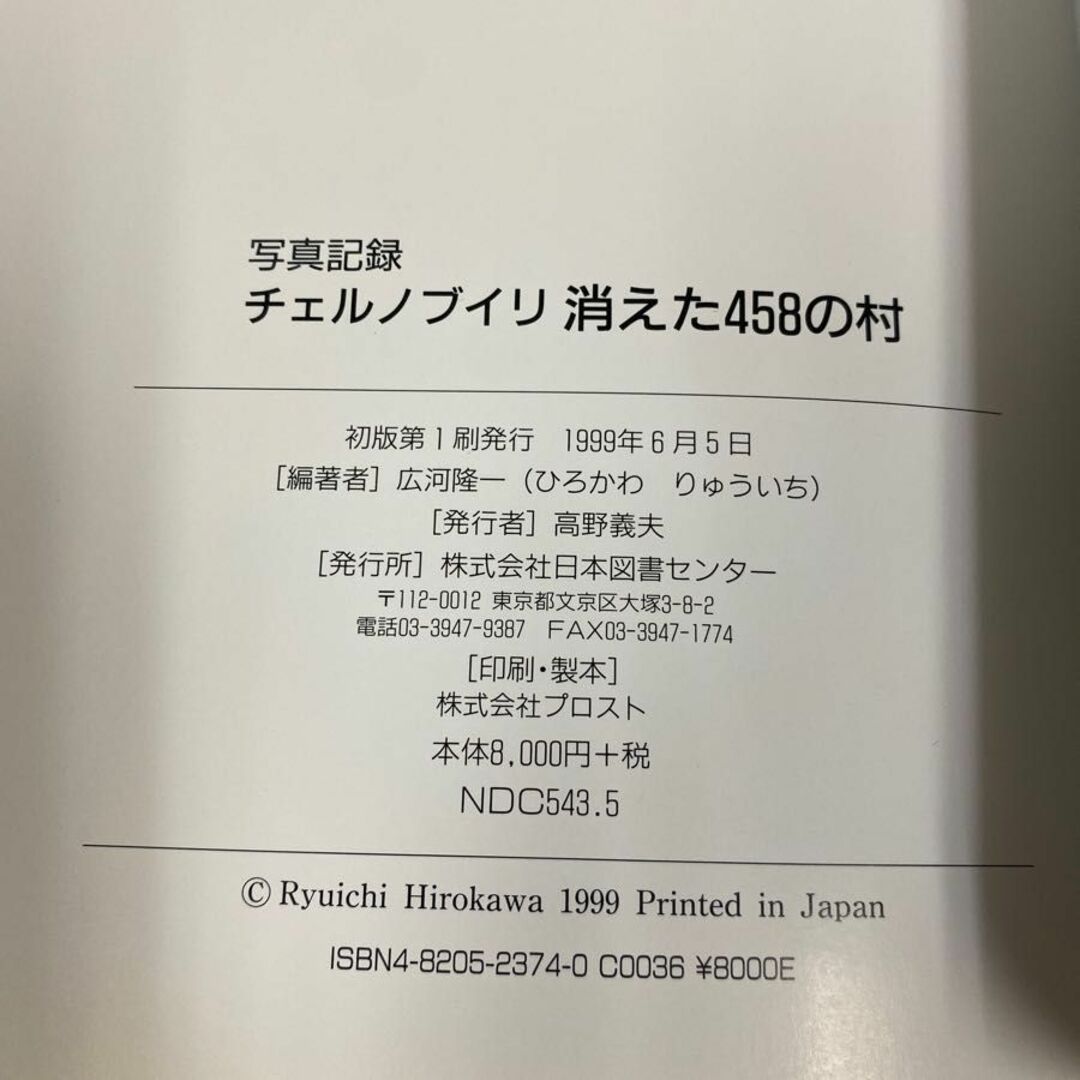 写真記録
チェルノブイリ 消えた458の村
初版第1刷発行 1999年6月5日
[編著者] 広河隆一（ひろかわ りゅういち）
[発行者] 高野義夫
[発行所] 株式会社日本図書センター
〒112-0012 東京都文京区大塚3-8-2
電話03-3947-9387 FAX03-3947-1774
[印刷・製本]
株式会社プロスト
本体8,000円＋税
NDC543.5
© Ryuichi Hirokawa 1999 Printed in Japan
ISBN4-8205-2374-0 C0036 ¥8000E